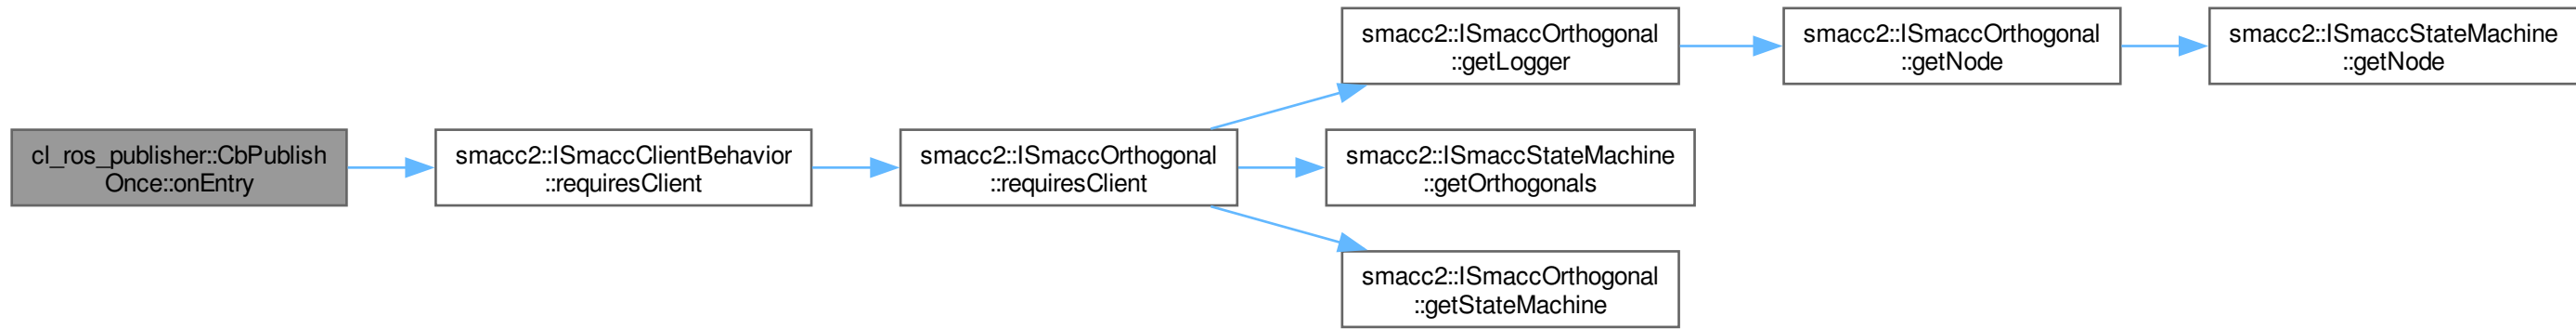 cl_ros_publisher::CbPublish
Once::onEntry
smacc2::ISmaccClientBehavior
::requiresClient
smacc2::ISmaccOrthogonal
::requiresClient
smacc2::ISmaccOrthogonal
::getLogger
smacc2::ISmaccOrthogonal
::getNode
smacc2::ISmaccStateMachine
::getNode
smacc2::ISmaccStateMachine
::getOrthogonals
smacc2::ISmaccOrthogonal
::getStateMachine